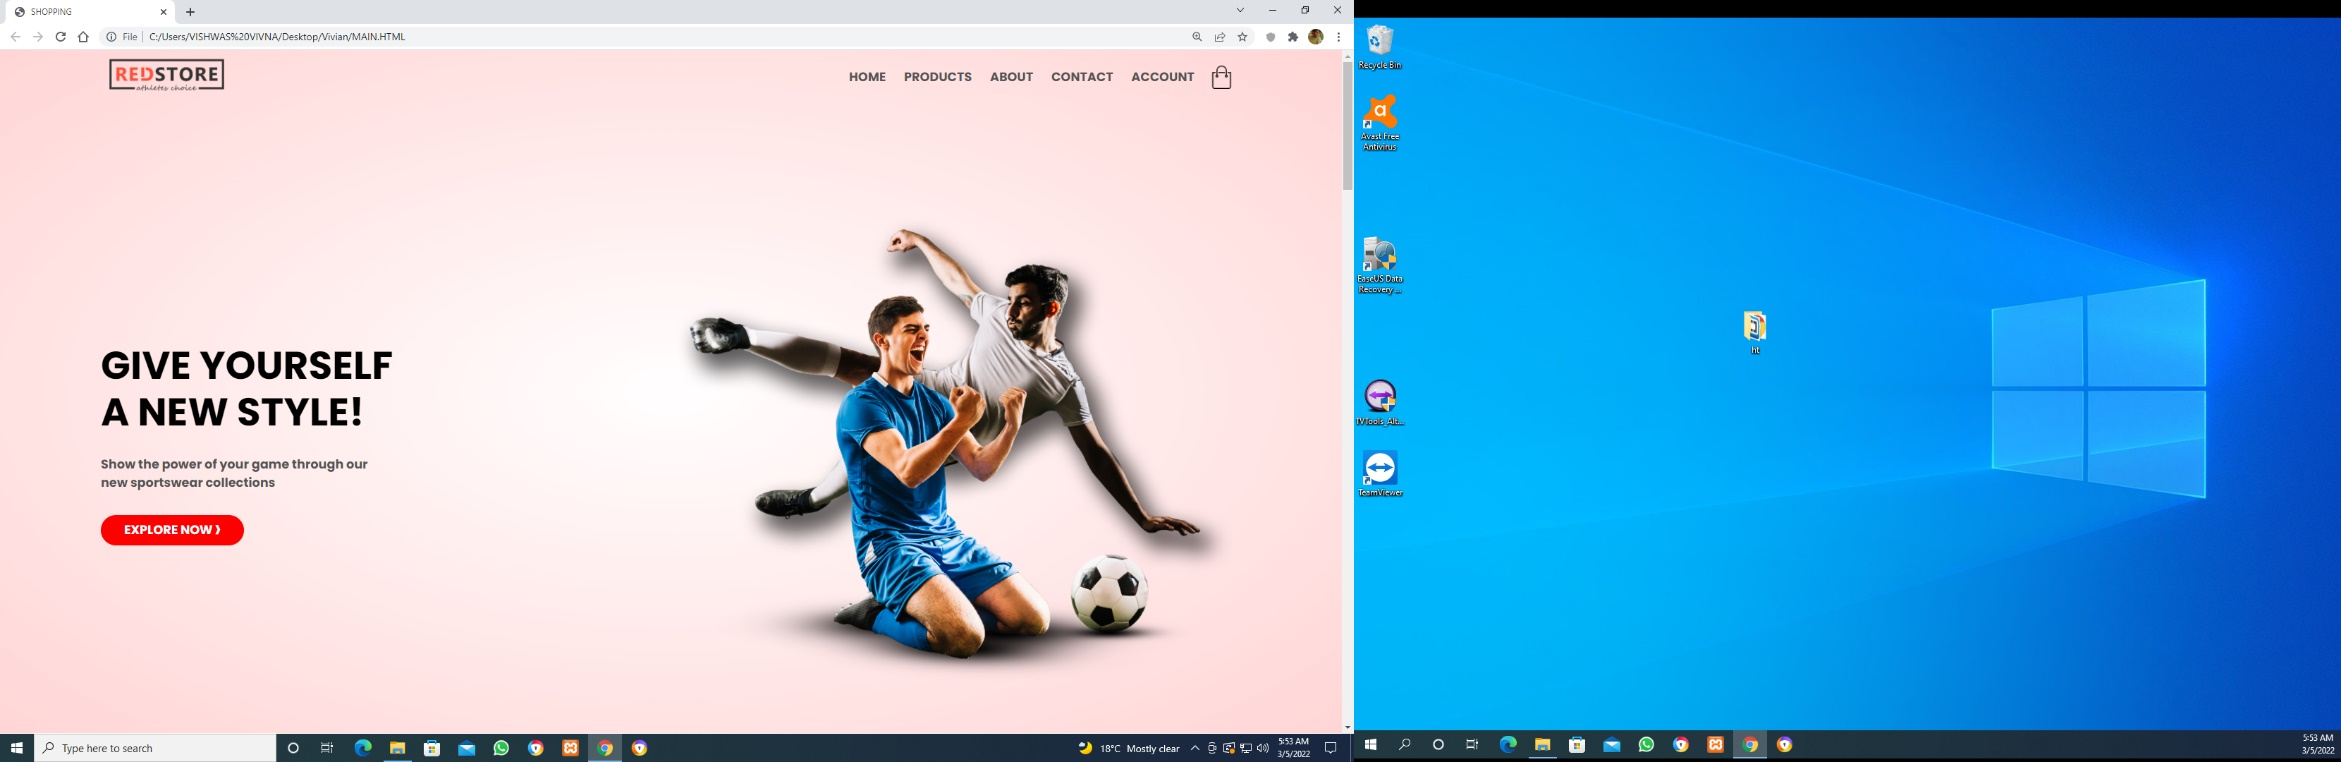 SHOPPING
File
C:/Users/VISHWAS%20VIVNA/Desktop/Vivian/MAIN.HTML
REDSTORE
athletes choice
HOME PRODUCTS ABOUT CONTACT ACCOUNT
GIVE YOURSELF
A NEW STYLE!
Show the power of your game through our
new sportswear collections
EXPLORE NOW ⟩
Type here to search
18°C Mostly clear
5:53 AM
3/5/2022
Recycle Bin
a
Avast Free
Antivirus
EaseUS Data
Recovery ...
TVTools_Alt...
TeamViewer
ht
5:53 AM
3/5/2022